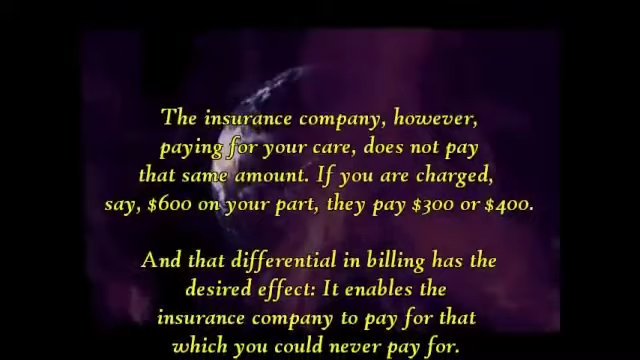 The insurance company, however,
paying for your care, does not pay
that same amount. If you are charged,
say, $600 on your part, they pay $300 or $400.
And that differential in billing has the
desired effect: It enables the
insurance company to pay for that
which you could never pay for.